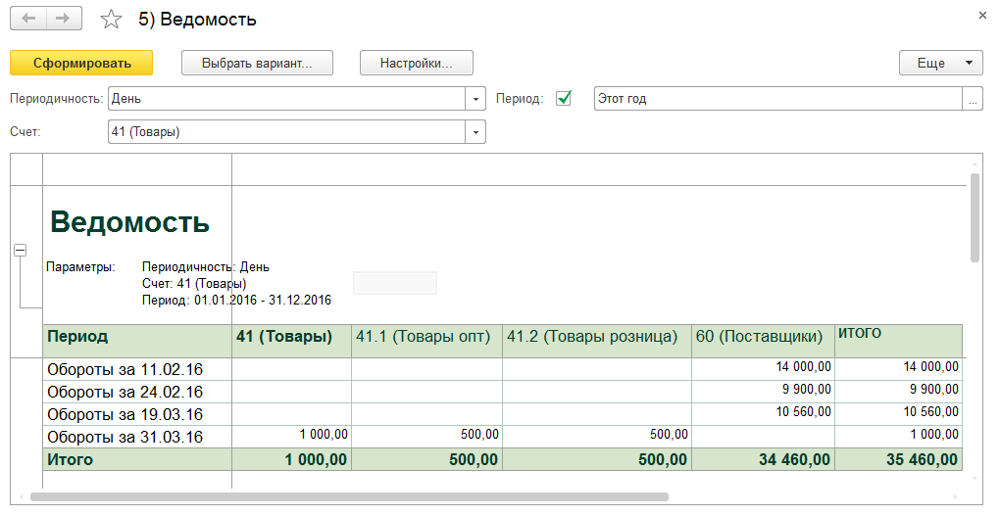 5) Ведомость
Сформировать Выбрать вариант... Настройки... Еще
Периодичность: День Период: Этот год ...
Счет: 41 (Товары)
Ведомость
Параметры: Периодичность: День
Счет: 41 (Товары)
Период: 01.01.2016 - 31.12.2016
Период 41 (Товары) 41.1 (Товары опт) 41.2 (Товары розница) 60 (Поставщики) ИТОГО
Обороты за 11.02.16 14 000,00 14 000,00
Обороты за 24.02.16 9 900,00 9 900,00
Обороты за 19.03.16 10 560,00 10 560,00
Обороты за 31.03.16 1 000,00 500,00 500,00 1 000,00
Итого 1 000,00 500,00 500,00 34 460,00 35 460,00